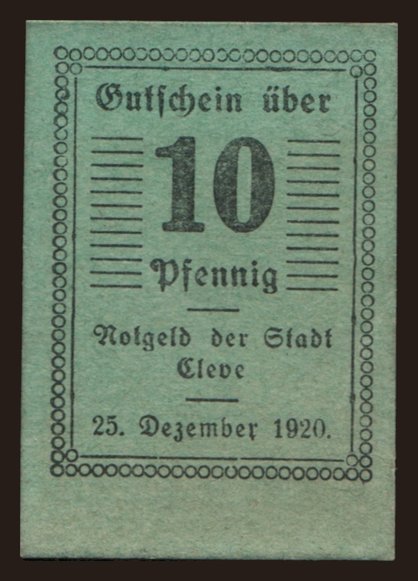 Gutschein über
10
Pfennig
Notgeld der Stadt
Cleve
25. Dezember 1920.